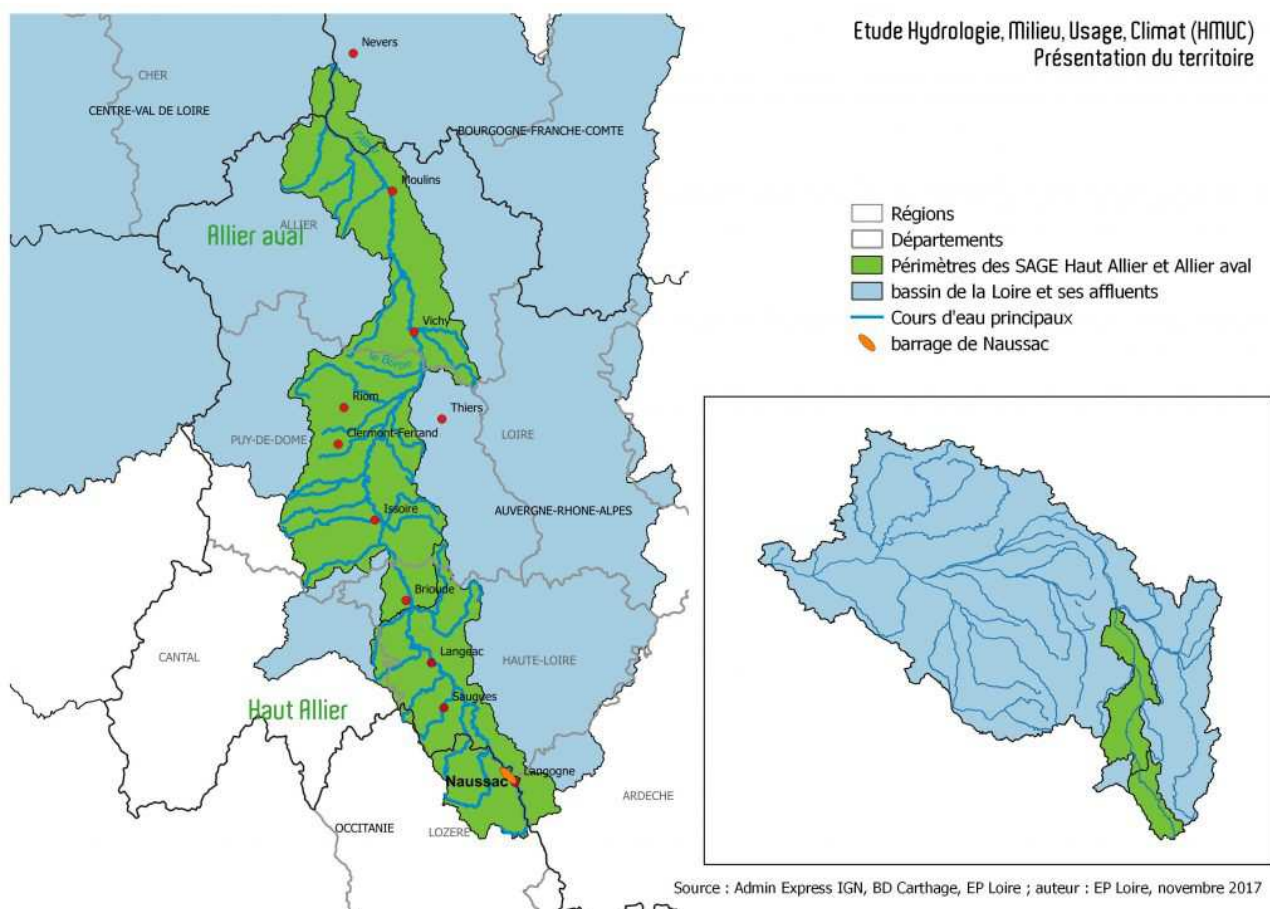 Etude Hydrologie, Milieu, Usage, Climat (HMUC)
Présentation du territoire
Nevers
CHER
CENTRE-VAL DE LOIRE
BOURGOGNE-FRANCHE-COMTE
Moulins
ALLIER
Allier aval
Vichy
Riom
Thiers
PUY-DE-DOME
Clermont-Ferrand
LOIRE
Issoire
AUVERGNE-RHONE-ALPES
Brioude
CANTAL
Langeac
HAUTE-LOIRE
Saugues
Haut Allier
Langogne
Naussac
ARDECHE
OCCITANIE
LOZERE
Régions
Départements
Périmètres des SAGE Haut Allier et Allier aval
bassin de la Loire et ses affluents
Cours d'eau principaux
barrage de Naussac
Source : Admin Express IGN, BD Carthage, EP Loire ; auteur : EP Loire, novembre 2017